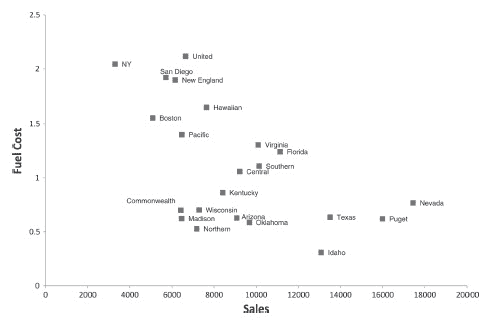 2.5
United
NY
San Diego
New England
2
Hawaiian
Boston
1.5
Pacific
Virginia
Florida
Fuel Cost
Southern
Central
1
Kentucky
Commonwealth
Nevada
Wisconsin
Madison
Arizona
Oklahoma
Texas
Puget
Northern
0.5
Idaho
0
0 2000 4000 6000 8000 10000 12000 14000 16000 18000 20000
Sales